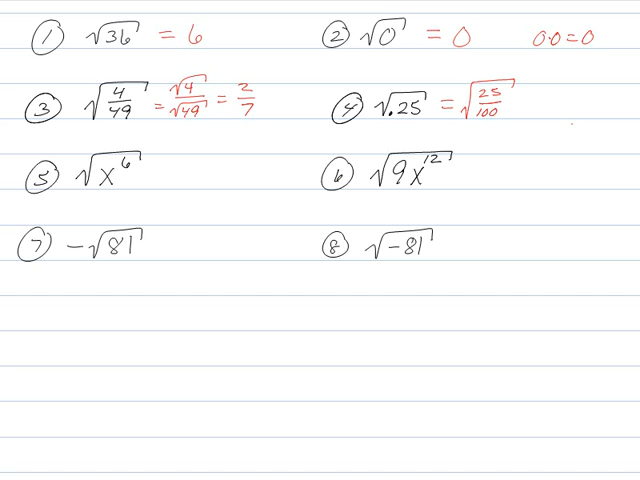 ① √36 = 6 ② √0 = 0 0·0=0
③ √(4/49) = √4/√49 = 2/7 ④ √.25 = √(25/100)
⑤ √x⁶ ⑥ √9x¹²
⑦ -√81 ⑧ √-81